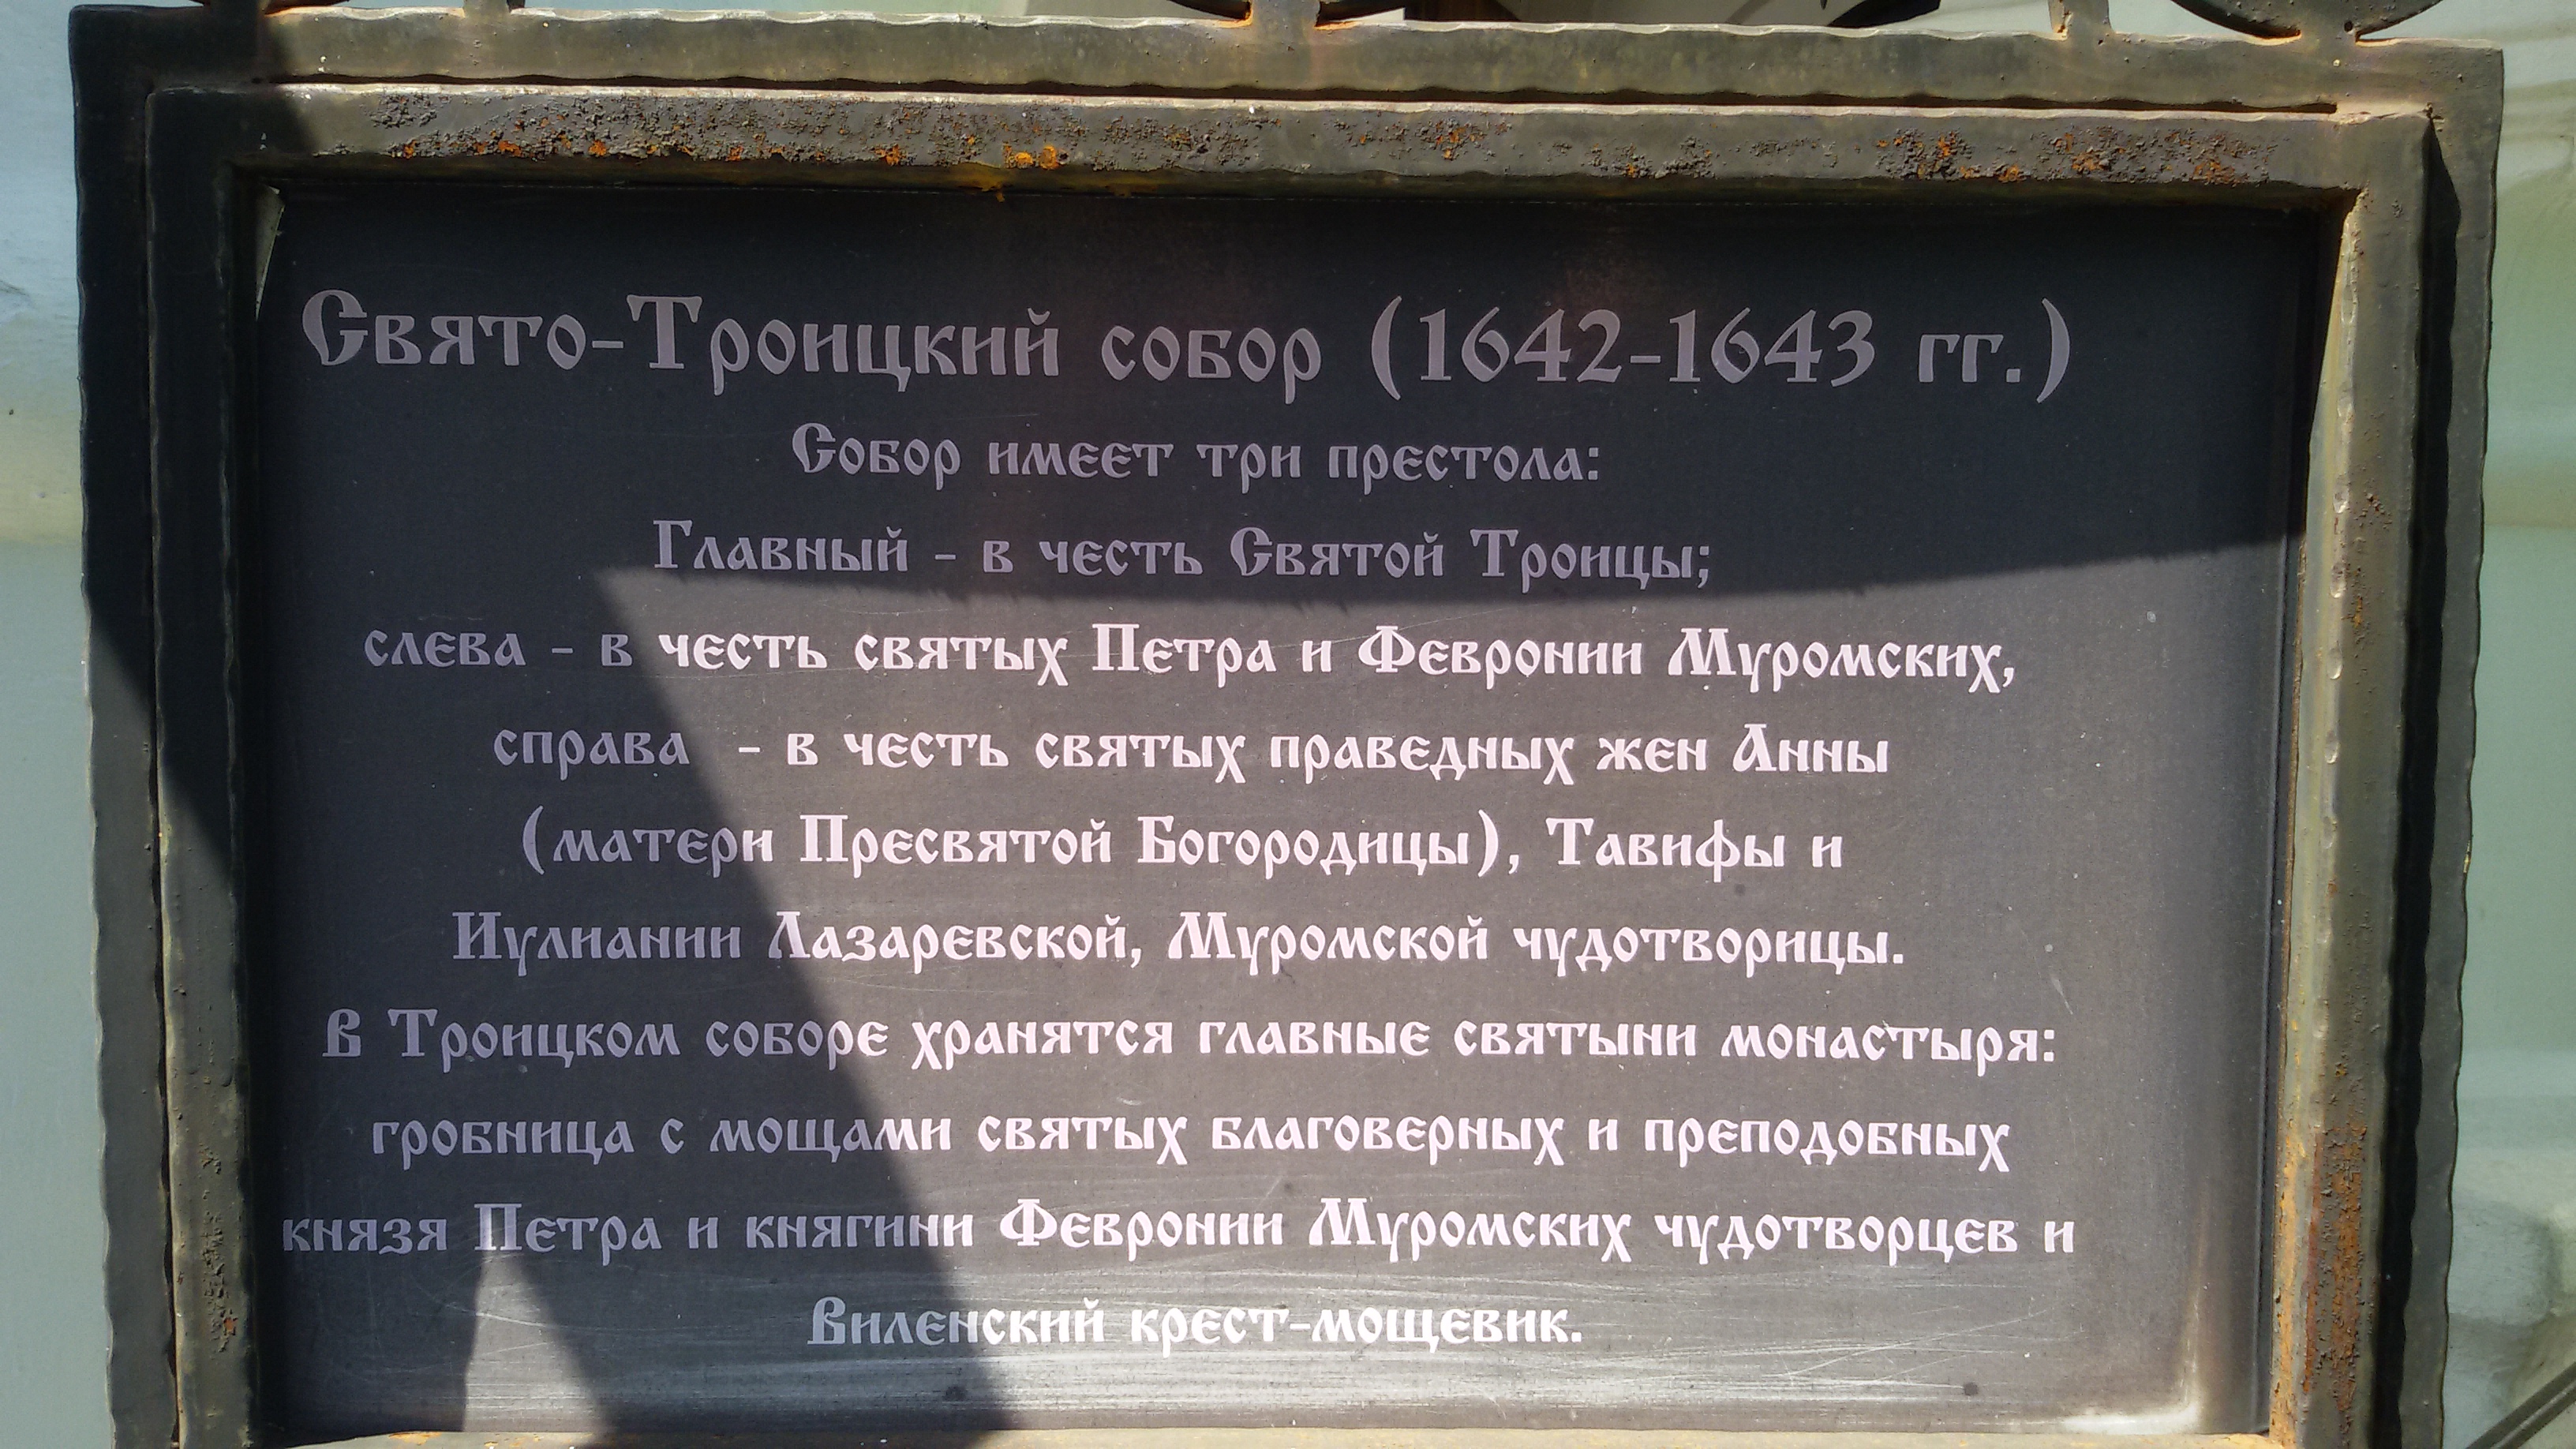 Свято-Троицкий собор (1642-1643 гг.)
Собор имеет три престола:
Главный - в честь Святой Троицы;
слева - в честь святых Петра и Февронии Муромских,
справа - в честь святых праведных жен Анны
(матери Пресвятой Богородицы), Тавифы и
Иулиании Лазаревской, Муромской чудотворицы.
В Троицком соборе хранятся главные святыни монастыря:
гробница с мощами святых благоверных и преподобных
князя Петра и княгини Февронии Муромских чудотворцев и
Виленский крест-мощевик.